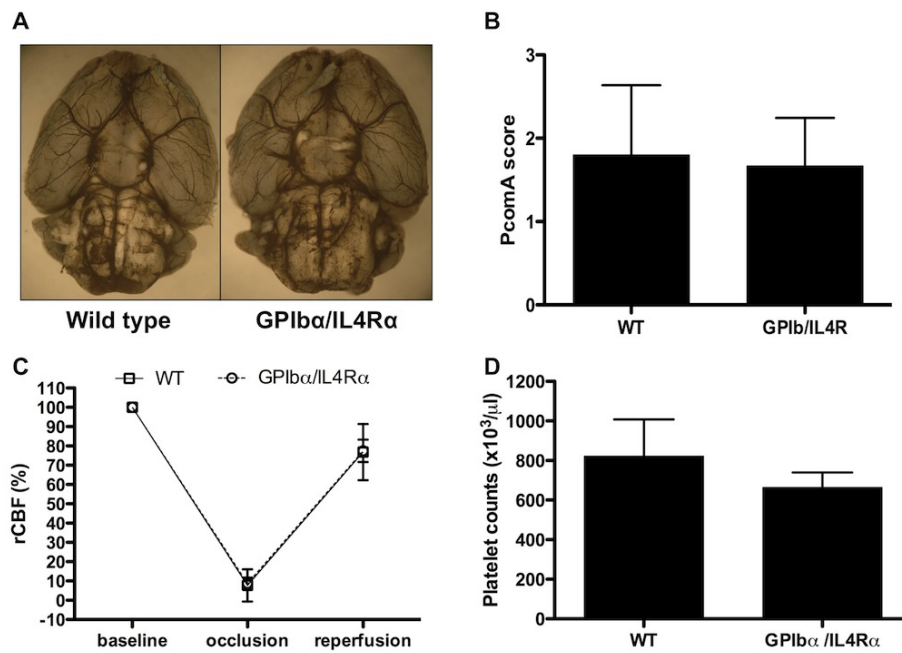 A
Wild type GPIbα/IL4Rα
B
PcomA score
3
2
1
0
WT GPIb/IL4R
C
WT GPIbα/IL4Rα
rCBF (%)
110
100
90
80
70
60
50
40
30
20
10
0
-10
baseline occlusion reperfusion
D
Platelet counts (x10³/µl)
1200
1000
800
600
400
200
0
WT GPIbα /IL4Rα